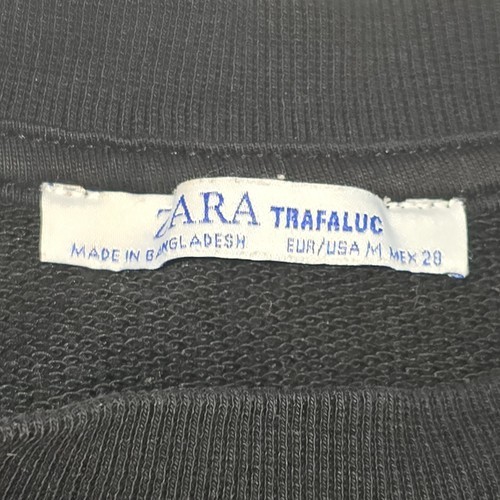 ZARA TRAFALUC
MADE IN BANGLADESH EUR/USA/M MEX 28